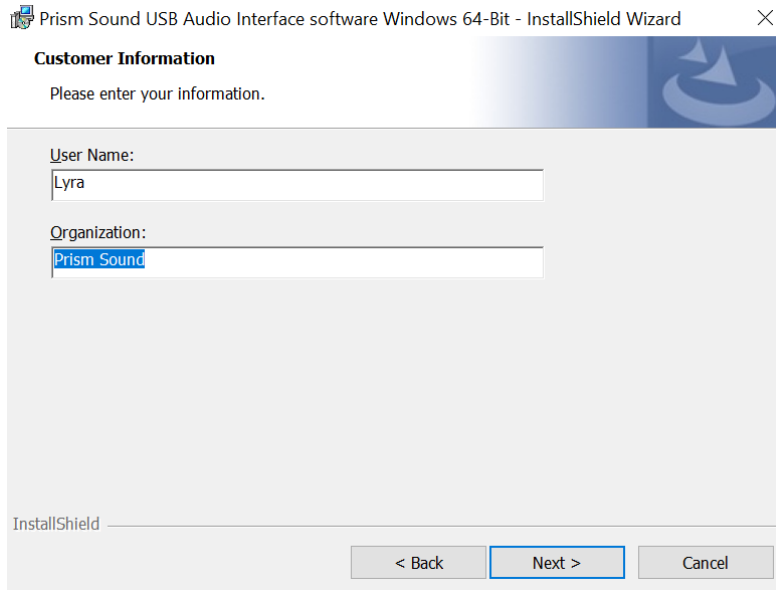 Prism Sound USB Audio Interface software Windows 64-Bit - InstallShield Wizard
Customer Information
Please enter your information.
User Name:
Lyra
Organization:
Prism Sound
InstallShield
< Back Next > Cancel